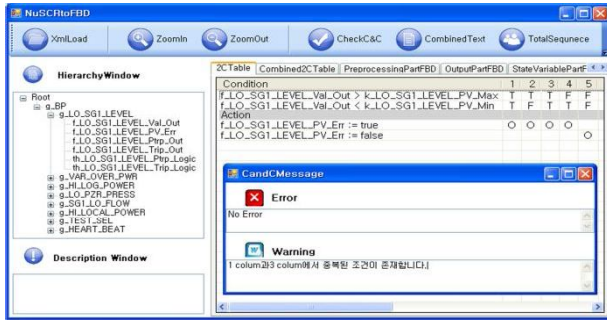 NuSCRtoFBD
XmlLoad
ZoomIn
ZoomOut
CheckC&C
CombinedText
TotalSequnece
HierarchyWindow
Root
g_BP
g_LO_SG1_LEVEL
f_LO_SG1_LEVEL_Val_Out
f_LO_SG1_LEVEL_PV_Err
f_LO_SG1_LEVEL_Ptrp_Out
f_LO_SG1_LEVEL_Trip_Out
th_LO_SG1_LEVEL_Ptrp_Logic
th_LO_SG1_LEVEL_Trip_Logic
g_VAR_OVER_PWR
g_HI_LOG_POWER
g_LO_PZR_PRESS
g_SG1_LO_FLOW
g_HI_LOCAL_POWER
g_TEST_SEL
g_HEART_BEAT
Description Window
2CTable
Combined2CTable
PreprocessingPartFBD
OutputPartFBD
StateVariablePartF
Condition 1 2 3 4 5
f_LO_SG1_LEVEL_Val_Out > k_LO_SG1_LEVEL_PV_Max T T T F F
f_LO_SG1_LEVEL_Val_Out < k_LO_SG1_LEVEL_PV_Min T F T T F
Action
f_LO_SG1_LEVEL_PV_Err := true O O O O
f_LO_SG1_LEVEL_PV_Err := false O
CandCMessage
Error
No Error
Warning
1 colum과3 colum에서 중복된 조건이 존재합니다.